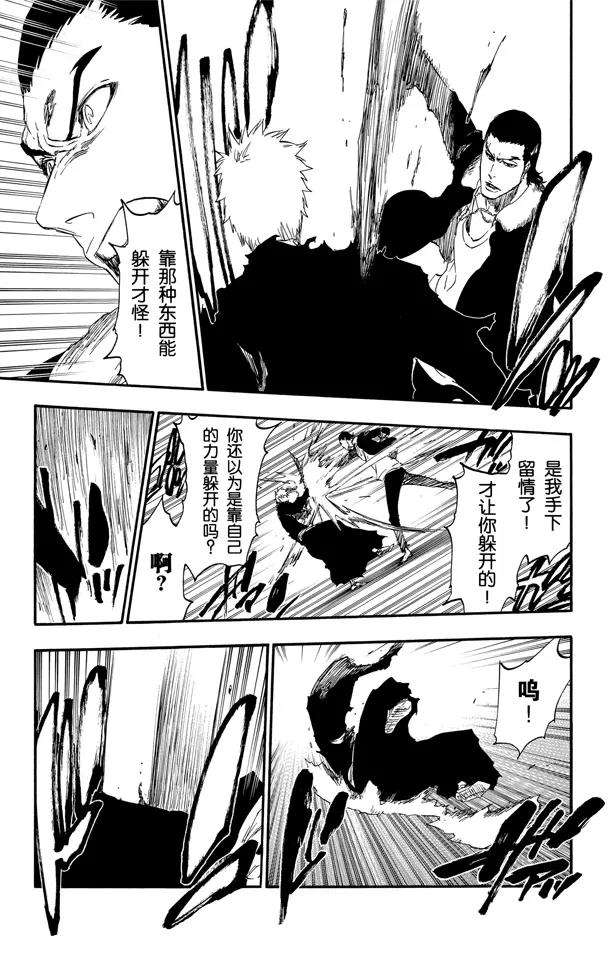 靠那种东西能
躲开才怪！
是我手下
留情了！
才让你躲开的！
你还以为是靠自己
的力量躲开的吗？
啊？
呜！